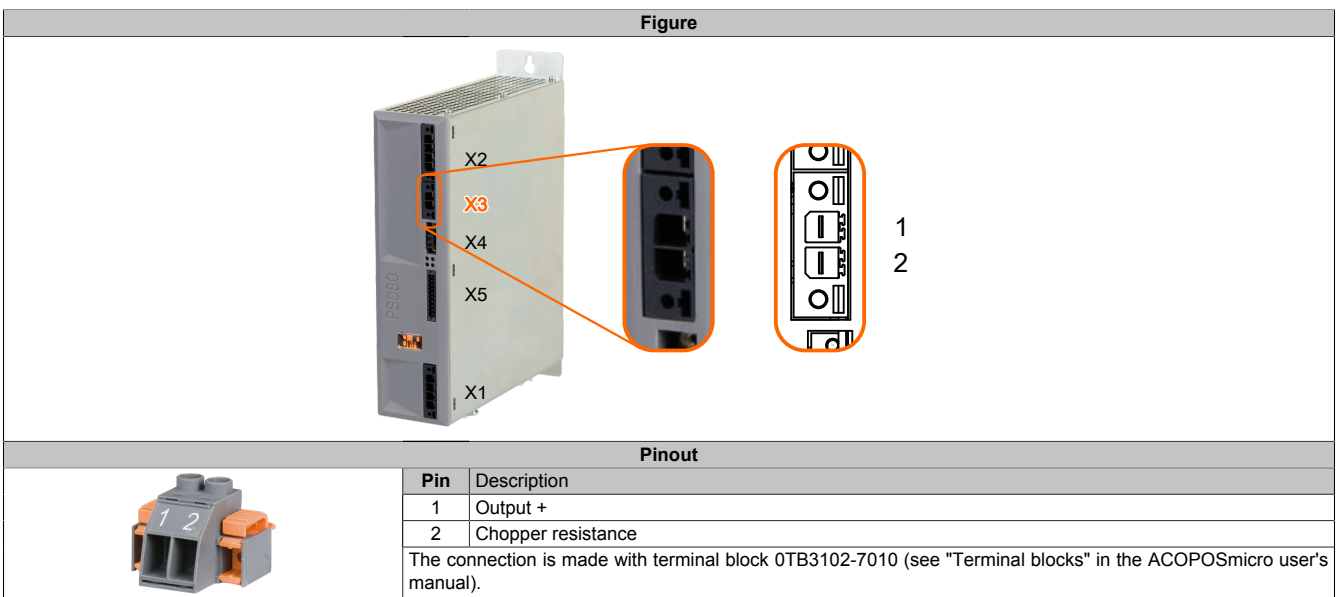 Figure
X2
X3
X4
X5
X1
PS080
1
2
Pinout
1 2
Pin Description
1 Output +
2 Chopper resistance
The connection is made with terminal block 0TB3102-7010 (see "Terminal blocks" in the ACOPOSmicro user's
manual).